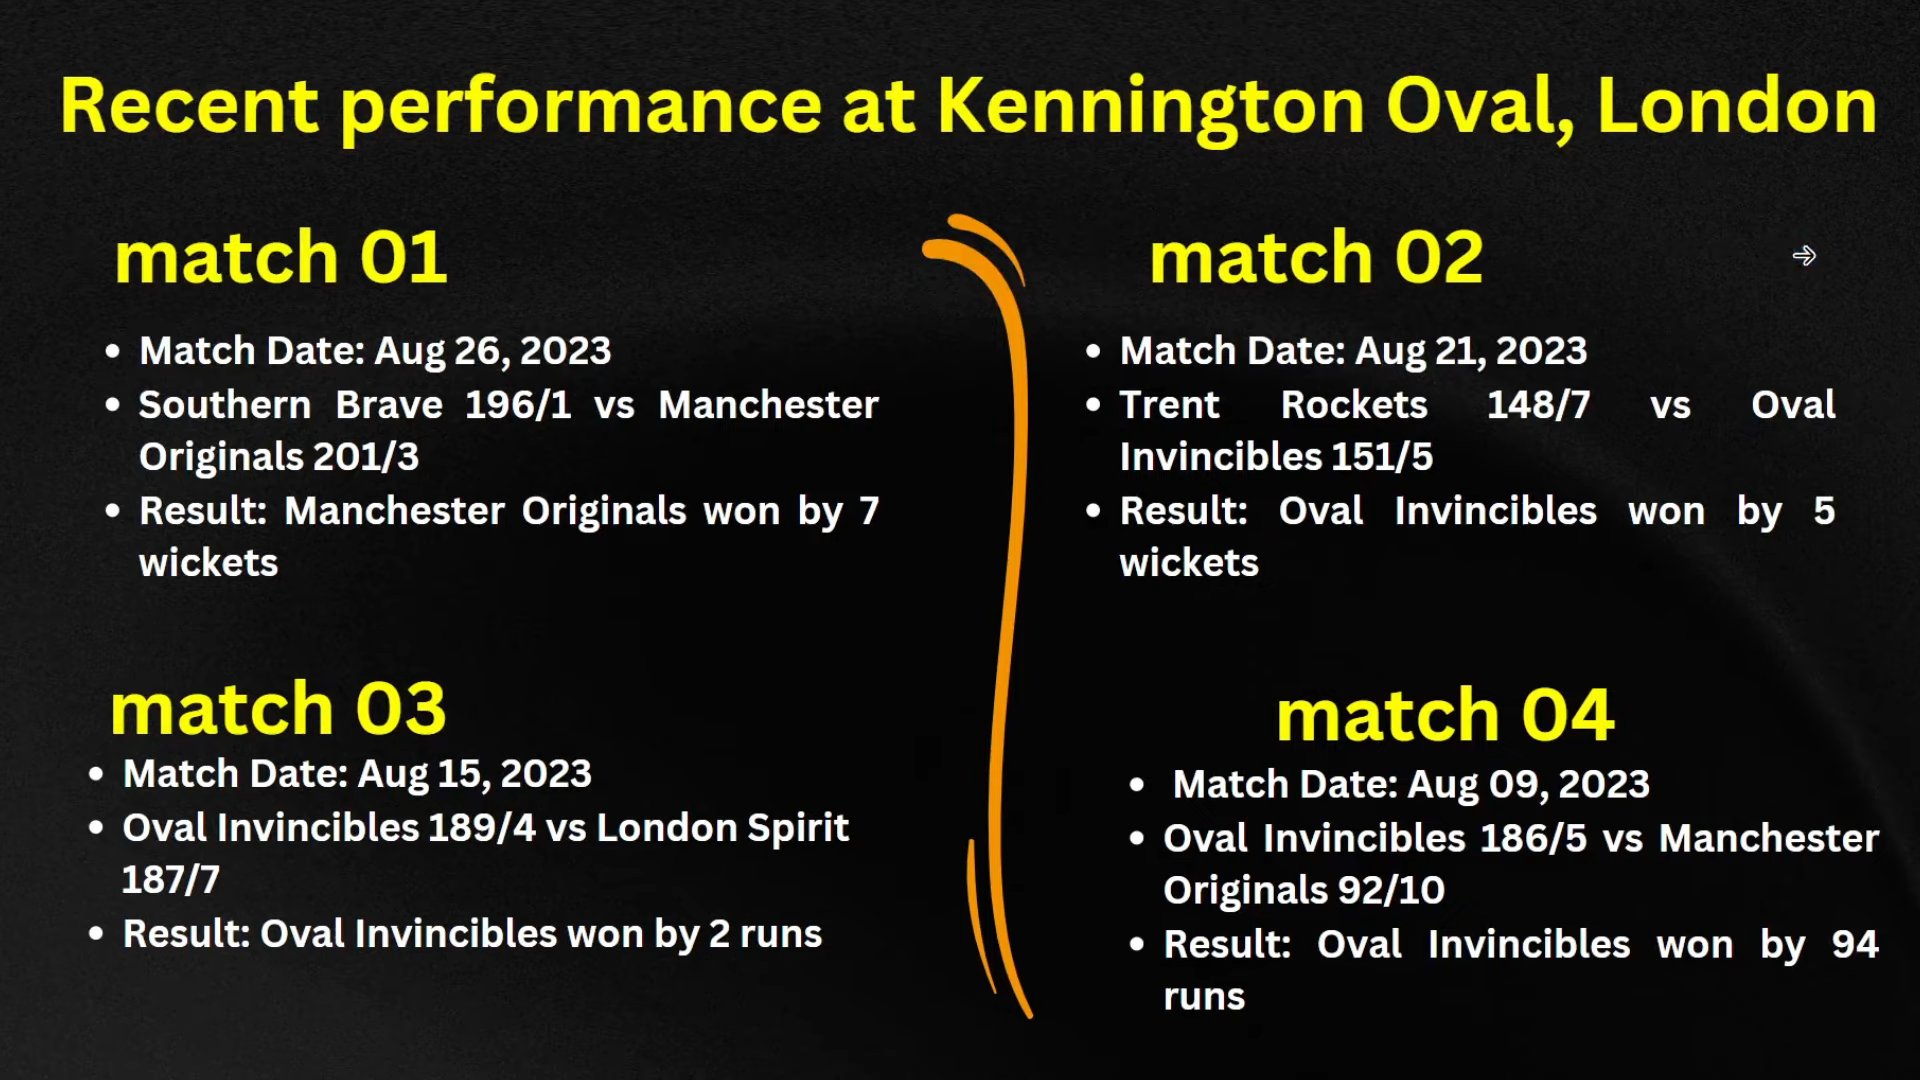 Recent performance at Kennington Oval, London
match 01
• Match Date: Aug 26, 2023
• Southern Brave 196/1 vs Manchester
Originals 201/3
• Result: Manchester Originals won by 7
wickets
match 02
• Match Date: Aug 21, 2023
• Trent Rockets 148/7 vs Oval
Invincibles 151/5
• Result: Oval Invincibles won by 5
wickets
match 03
• Match Date: Aug 15, 2023
• Oval Invincibles 189/4 vs London Spirit
187/7
• Result: Oval Invincibles won by 2 runs
match 04
• Match Date: Aug 09, 2023
• Oval Invincibles 186/5 vs Manchester
Originals 92/10
• Result: Oval Invincibles won by 94
runs